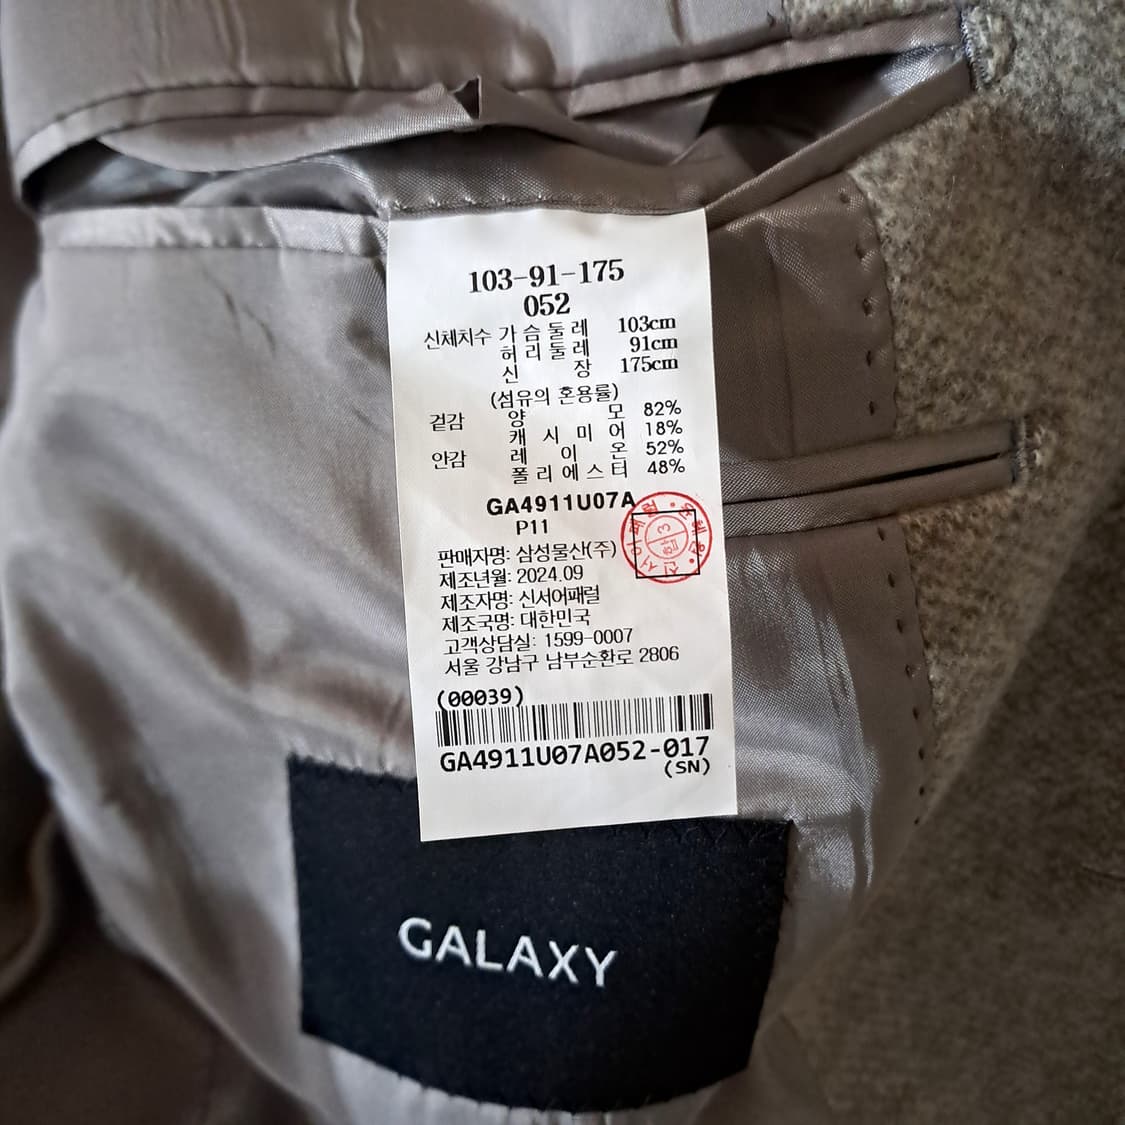 103-91-175
052
신체치수 가슴둘레 103cm
허리둘레 91cm
신 장 175cm
(섬유의 혼용률)
겉감 양 모 82%
캐시미어 18%
안감 레이온 52%
폴리에스터 48%
GA4911U07A
P11
판매자명: 삼성물산(주)
제조년월: 2024.09
제조자명: 신서어패럴
제조국명: 대한민국
고객상담실: 1599-0007
서울 강남구 남부순환로 2806
(00039)
GA4911U07A052-017
(SN)
GALAXY